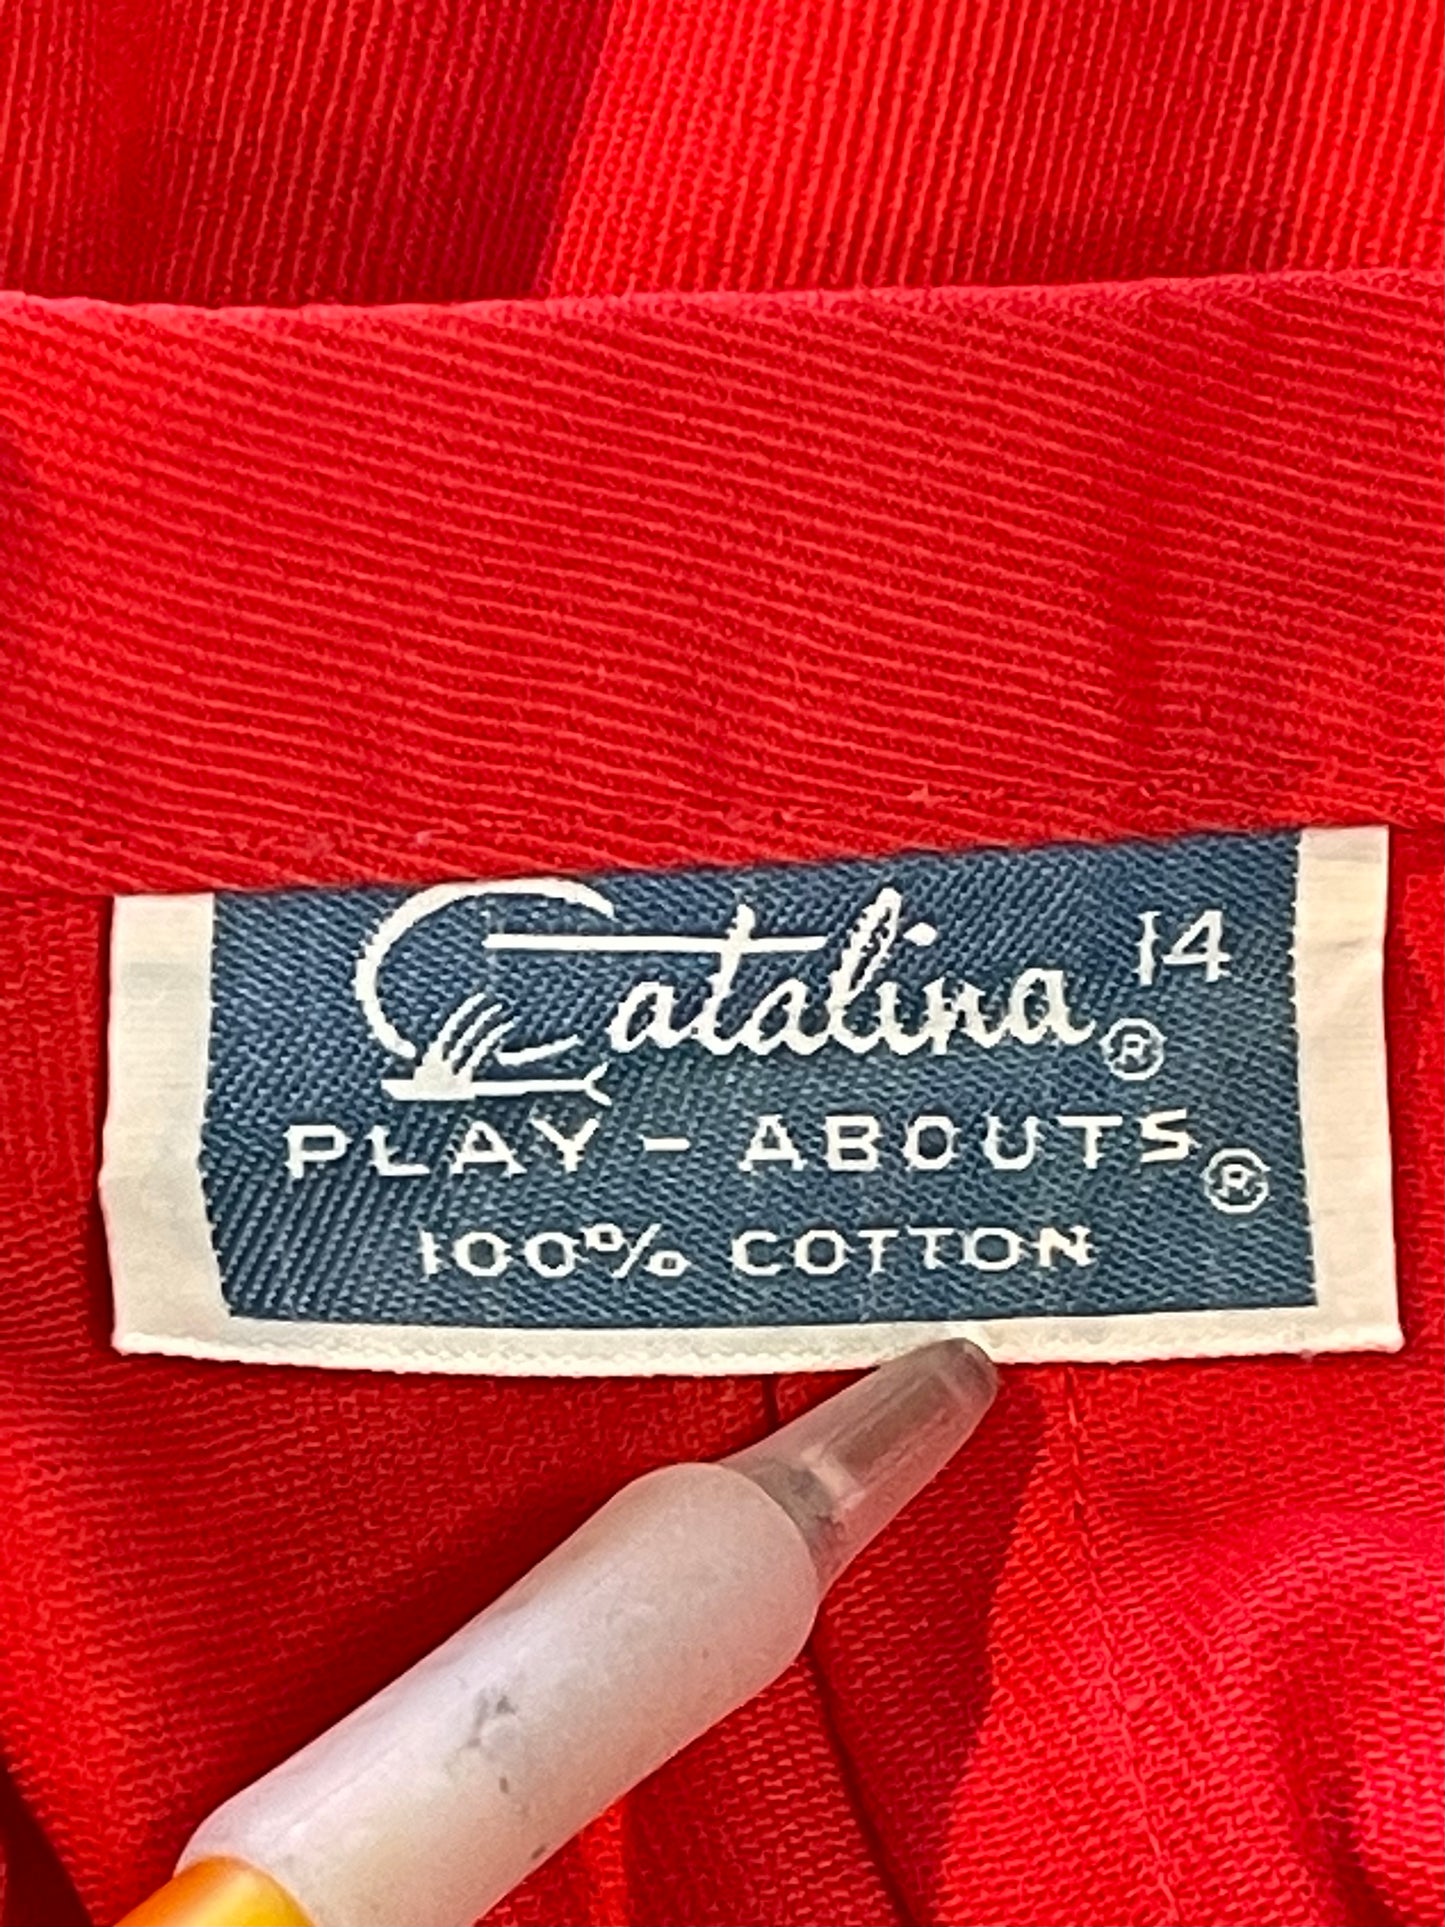 Catalina® 14
PLAY - ABOUTS®
100% COTTON